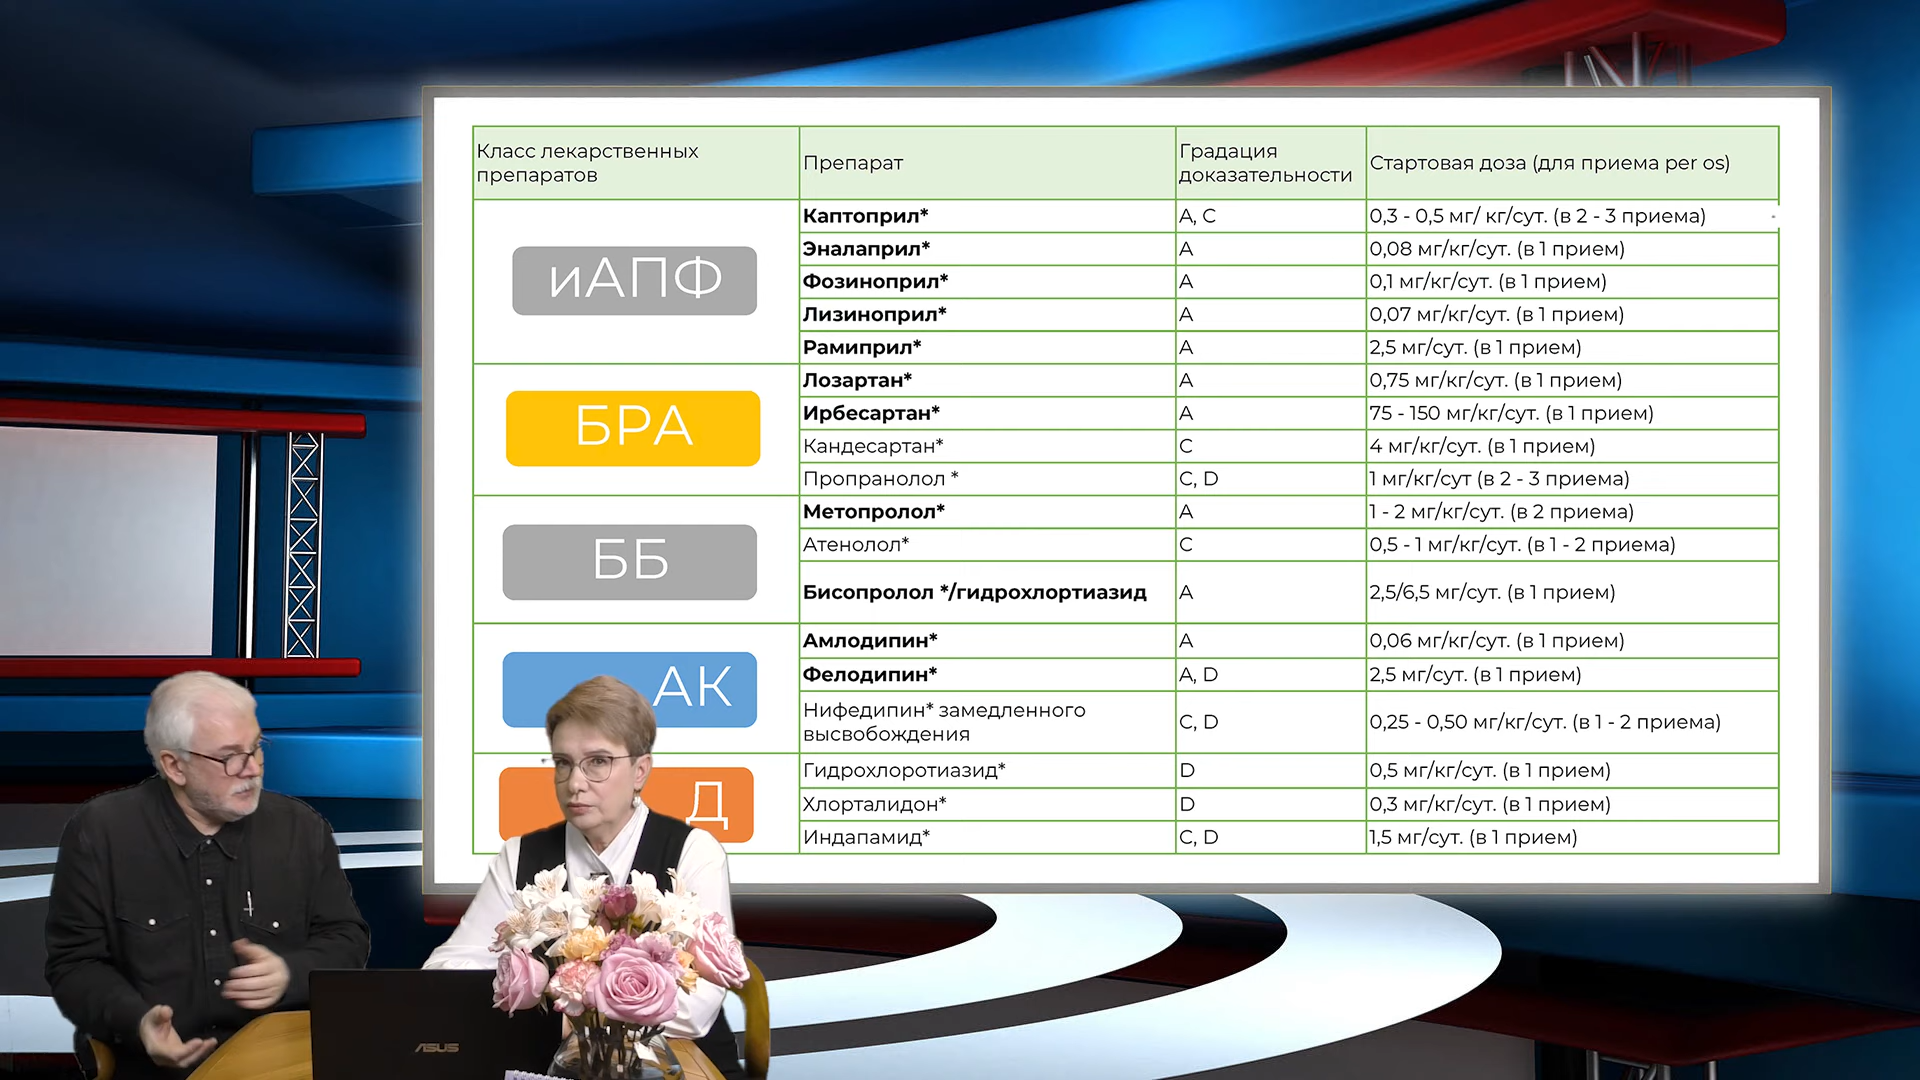 Класс лекарственных
препаратов
Препарат
Градация
доказательности
Стартовая доза (для приема per os)
иАПФ
Каптоприл* A, C 0,3 - 0,5 мг/ кг/сут. (в 2 - 3 приема)
Эналаприл* A 0,08 мг/кг/сут. (в 1 прием)
Фозиноприл* A 0,1 мг/кг/сут. (в 1 прием)
Лизиноприл* A 0,07 мг/кг/сут. (в 1 прием)
Рамиприл* A 2,5 мг/сут. (в 1 прием)
БРА
Лозартан* A 0,75 мг/кг/сут. (в 1 прием)
Ирбесартан* A 75 - 150 мг/кг/сут. (в 1 прием)
Кандесартан* C 4 мг/кг/сут. (в 1 прием)
Пропранолол * C, D 1 мг/кг/сут (в 2 - 3 приема)
ББ
Метопролол* A 1 - 2 мг/кг/сут. (в 2 приема)
Атенолол* C 0,5 - 1 мг/кг/сут. (в 1 - 2 приема)
Бисопролол */гидрохлортиазид A 2,5/6,5 мг/сут. (в 1 прием)
АК
Амлодипин* A 0,06 мг/кг/сут. (в 1 прием)
Фелодипин* A, D 2,5 мг/сут. (в 1 прием)
Нифедипин* замедленного
высвобождения
C, D 0,25 - 0,50 мг/кг/сут. (в 1 - 2 приема)
Д
Гидрохлоротиазид* D 0,5 мг/кг/сут. (в 1 прием)
Хлорталидон* D 0,3 мг/кг/сут. (в 1 прием)
Индапамид* C, D 1,5 мг/сут. (в 1 прием)
ASUS